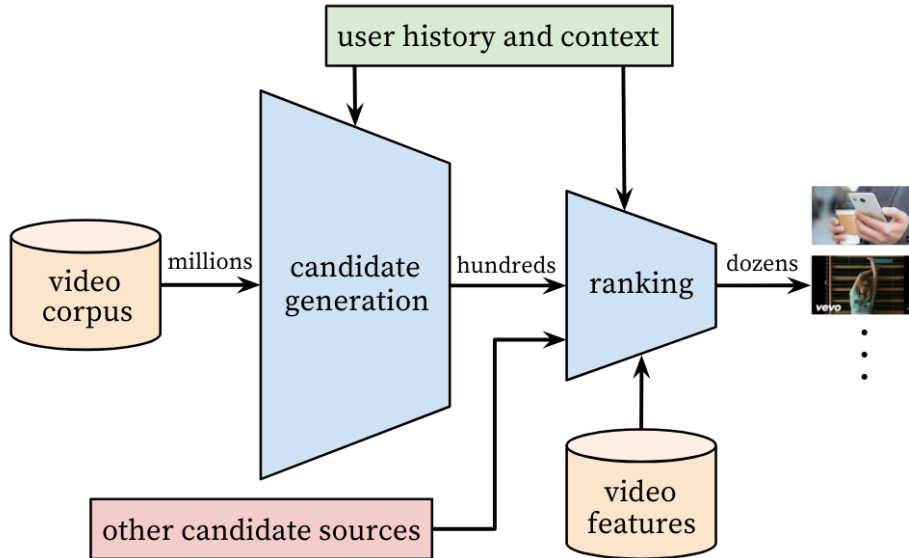 user history and context
video
corpus
millions
candidate
generation
hundreds
ranking
dozens
vevo
other candidate sources
video
features